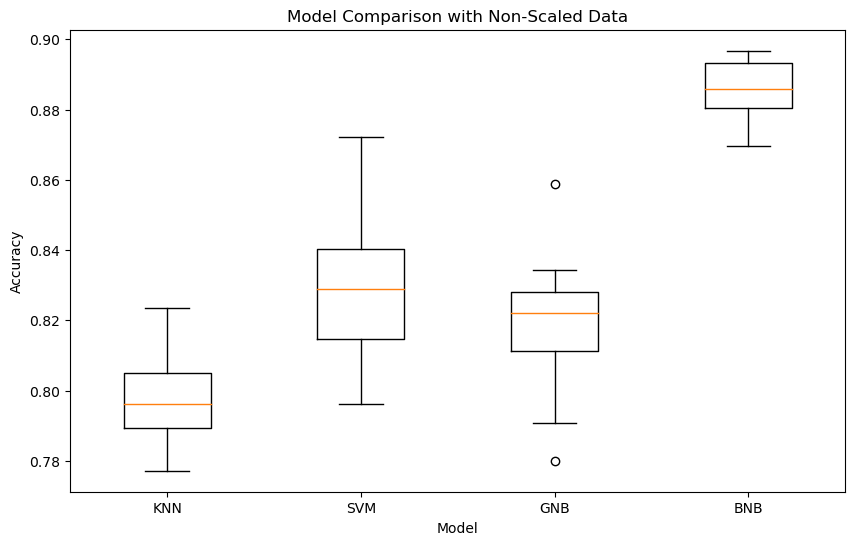 Model Comparison with Non-Scaled Data
0.90
0.88
0.86
0.84
0.82
0.80
0.78
Accuracy
KNN SVM GNB BNB
Model